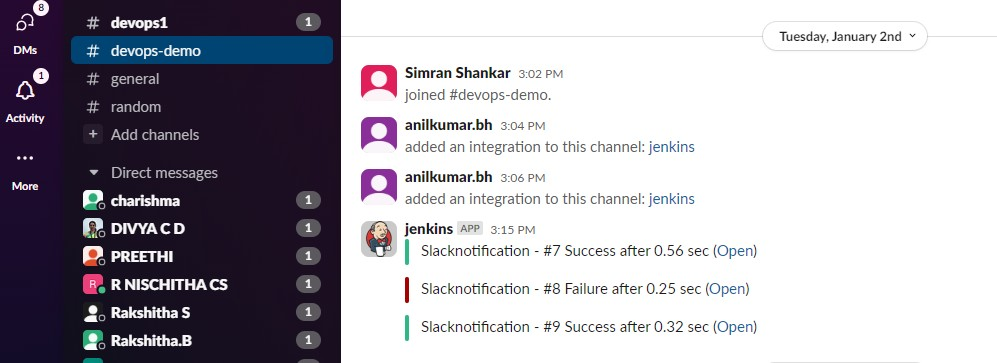 8
DMs
1
Activity
More
# devops1 1
# devops-demo
# general
# random
+ Add channels
Direct messages
charishma 1
DIVYA C D 1
PREETHI 1
R R NISCHITHA CS 1
Rakshitha S 1
Rakshitha.B 1
Tuesday, January 2nd
Simran Shankar 3:02 PM
joined #devops-demo.
anilkumar.bh 3:04 PM
added an integration to this channel: jenkins
anilkumar.bh 3:06 PM
added an integration to this channel: jenkins
jenkins APP 3:15 PM
Slacknotification - #7 Success after 0.56 sec (Open)
Slacknotification - #8 Failure after 0.25 sec (Open)
Slacknotification - #9 Success after 0.32 sec (Open)